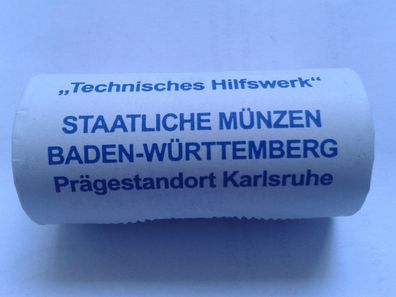 „Technisches Hilfswerk“
STAATLICHE MÜNZEN
BADEN-WÜRTTEMBERG
Prägestandort Karlsruhe